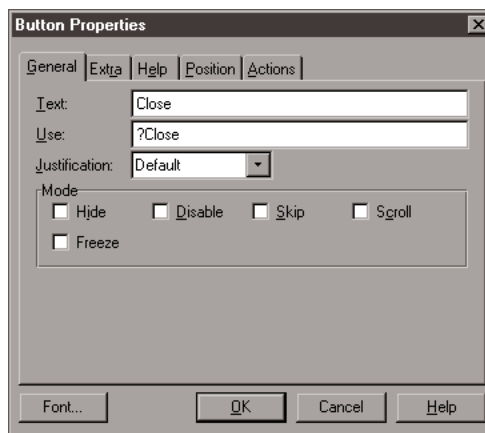 Button Properties
General Extra Help Position Actions
Text: Close
Use: ?Close
Justification: Default
Mode
Hide Disable Skip Scroll
Freeze
Font... OK Cancel Help